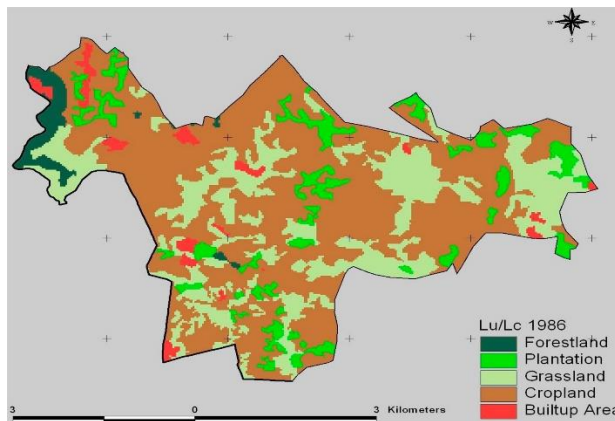 N
W E
S
Lu/Lc 1986
Forestland
Plantation
Grassland
Cropland
Builtup Area
3 0 3 Kilometers